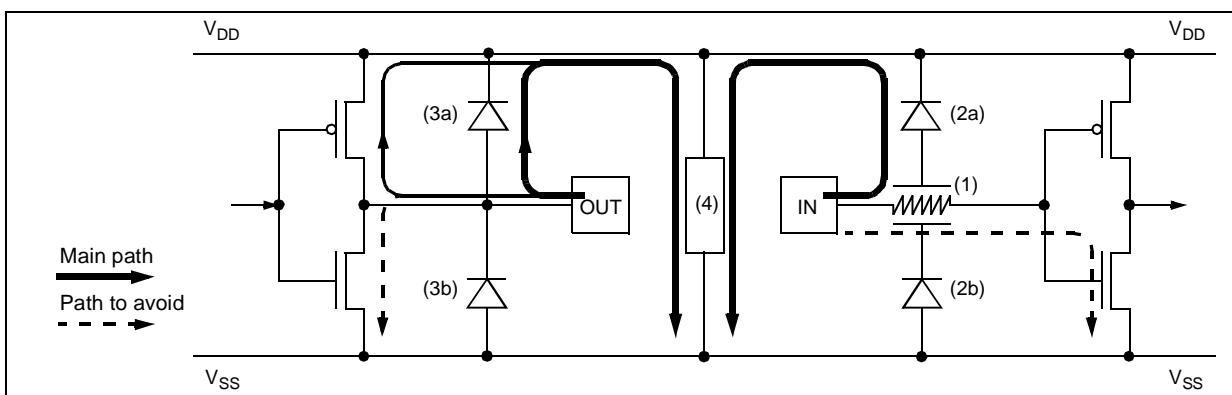 VDD
VDD
(3a)
(2a)
(1)
OUT
(4)
IN
Main path
(3b)
(2b)
Path to avoid
VSS
VSS